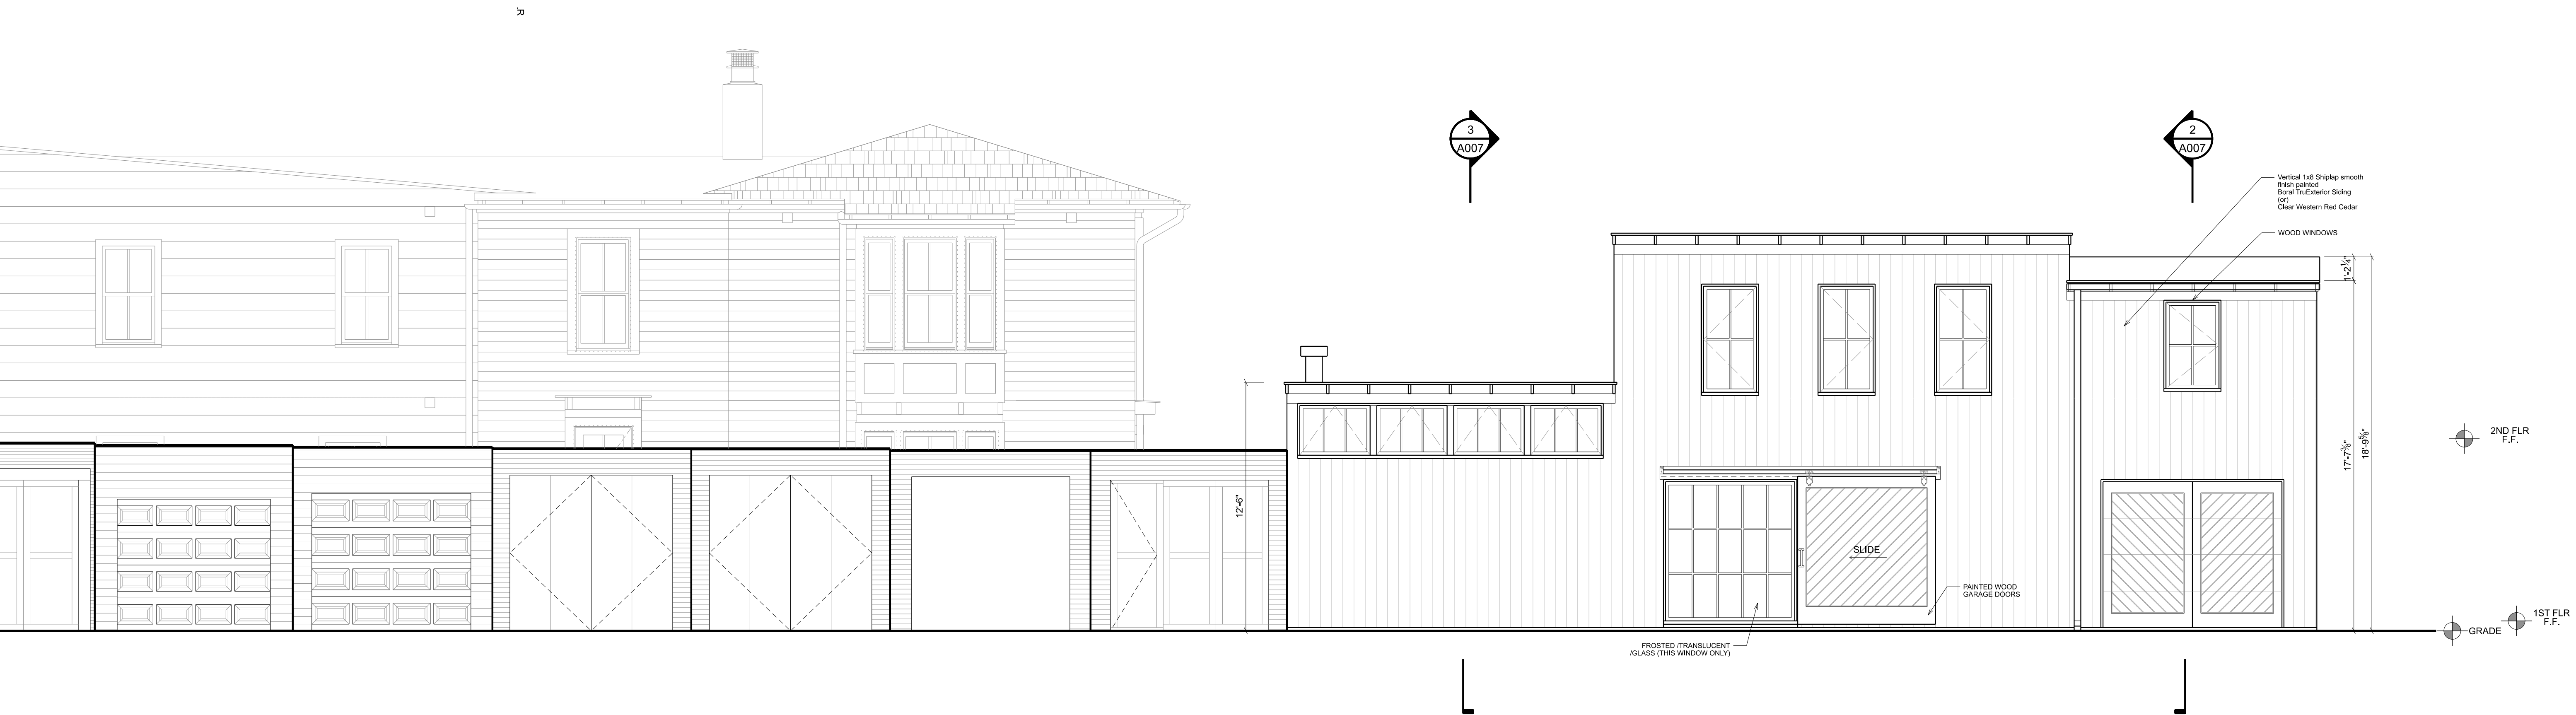 .R
3
A007
2
A007
Vertical 1x8 Shiplap smooth
finish painted
Boral TruExterior Siding
(or)
Clear Western Red Cedar
WOOD WINDOWS
1'-2¼"
17'-7⅜"
18'-9⅝"
12'-6"
2ND FLR
F.F.
SLIDE
PAINTED WOOD
GARAGE DOORS
FROSTED /TRANSLUCENT
/GLASS (THIS WINDOW ONLY)
1ST FLR
F.F.
GRADE